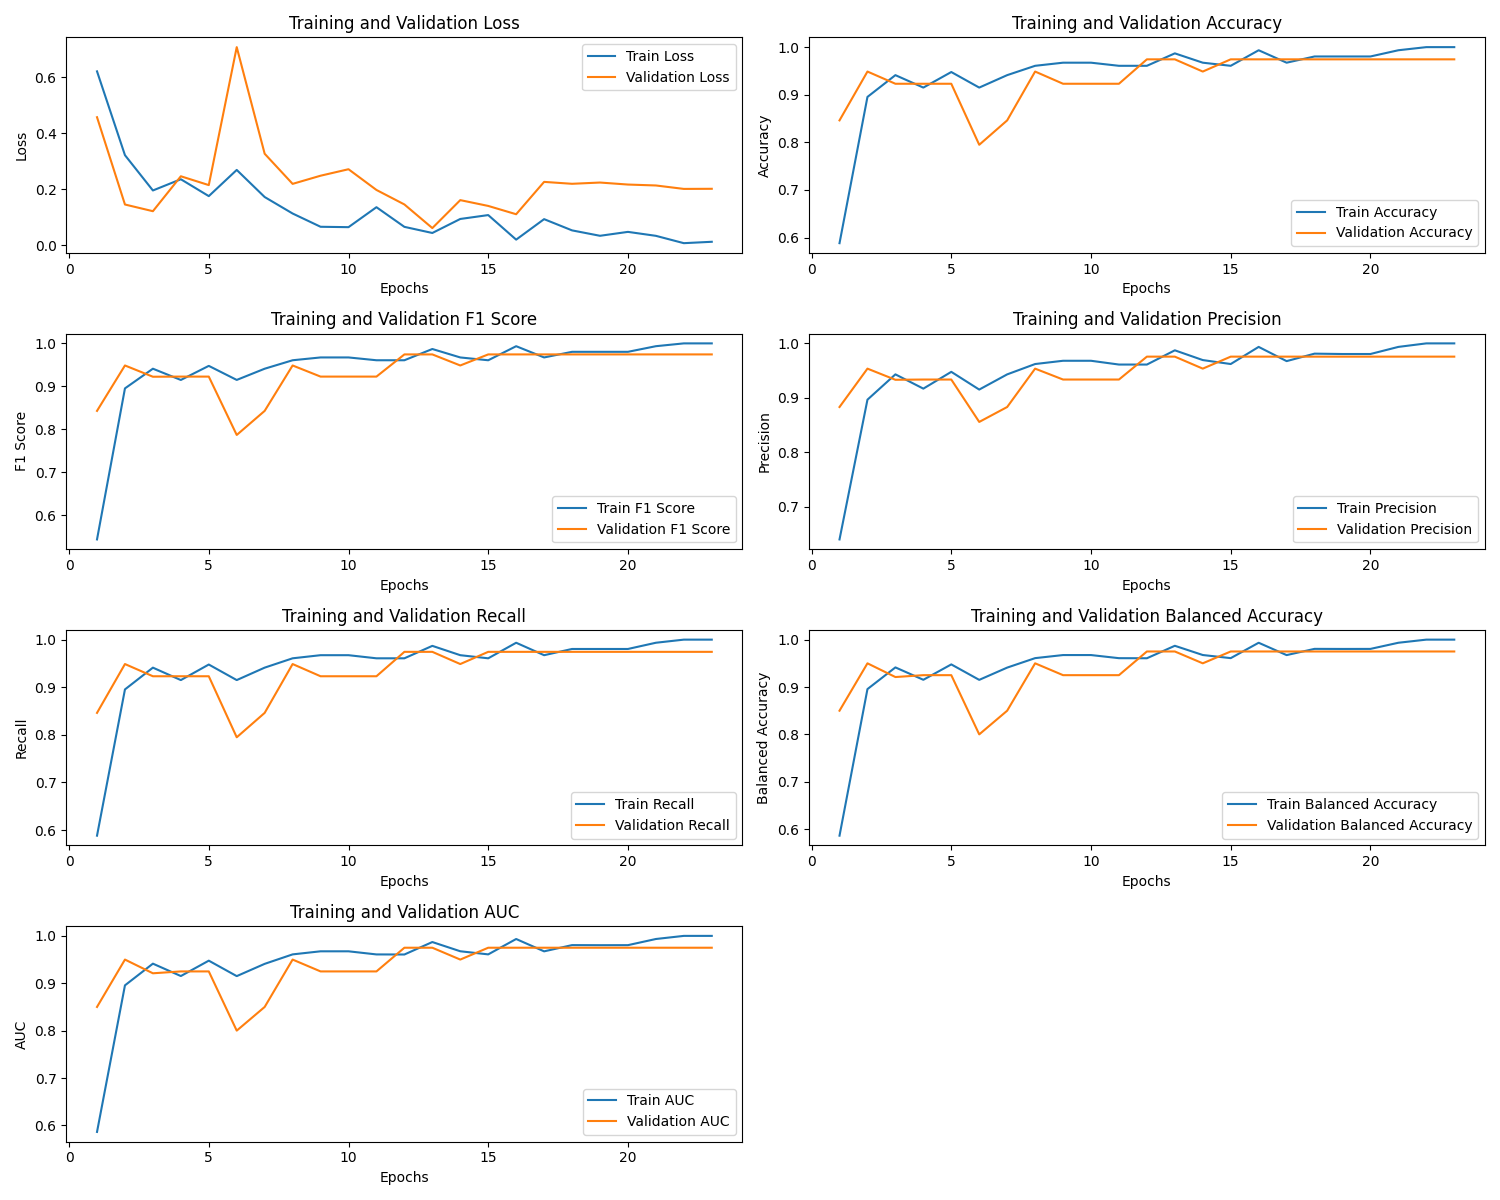 Training and Validation Loss
0.6
0.4
0.2
0.0
Loss
Train Loss
Validation Loss
0 5 10 15 20
Epochs
Training and Validation Accuracy
1.0
0.9
0.8
0.7
0.6
Accuracy
Train Accuracy
Validation Accuracy
0 5 10 15 20
Epochs
Training and Validation F1 Score
1.0
0.9
0.8
0.7
0.6
F1 Score
Train F1 Score
Validation F1 Score
0 5 10 15 20
Epochs
Training and Validation Precision
1.0
0.9
0.8
0.7
Precision
Train Precision
Validation Precision
0 5 10 15 20
Epochs
Training and Validation Recall
1.0
0.9
0.8
0.7
0.6
Recall
Train Recall
Validation Recall
0 5 10 15 20
Epochs
Training and Validation Balanced Accuracy
1.0
0.9
0.8
0.7
0.6
Balanced Accuracy
Train Balanced Accuracy
Validation Balanced Accuracy
0 5 10 15 20
Epochs
Training and Validation AUC
1.0
0.9
0.8
0.7
0.6
AUC
Train AUC
Validation AUC
0 5 10 15 20
Epochs